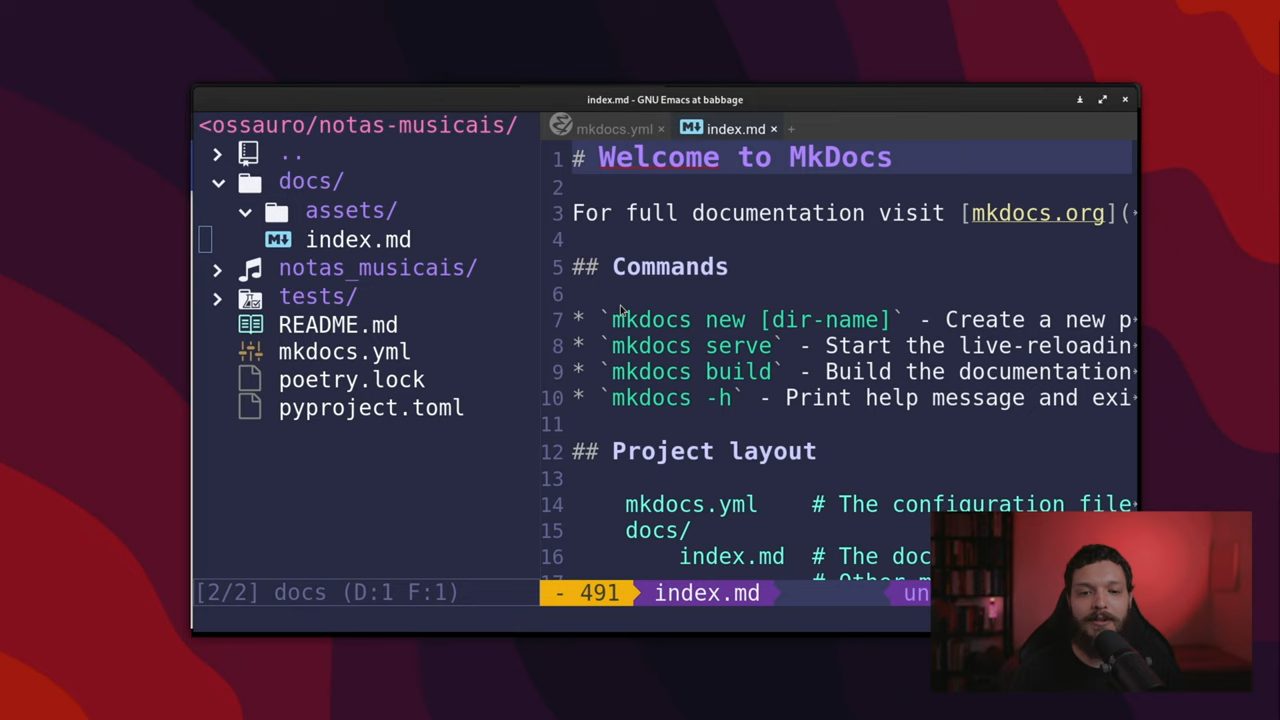 index.md - GNU Emacs at babbage
<ossauro/notas-musicais/
..
docs/
assets/
index.md
notas_musicais/
tests/
README.md
mkdocs.yml
poetry.lock
pyproject.toml
[2/2] docs (D:1 F:1)
mkdocs.yml × index.md × +
1 # Welcome to MkDocs
2
3 For full documentation visit [mkdocs.org](
4
5 ## Commands
6
7 * `mkdocs new [dir-name]` - Create a new p
8 * `mkdocs serve` - Start the live-reloadin
9 * `mkdocs build` - Build the documentation
10 * `mkdocs -h` - Print help message and exi
11
12 ## Project layout
13
14 mkdocs.yml # The configuration file
15 docs/
16 index.md # The doc
- 491 index.md un